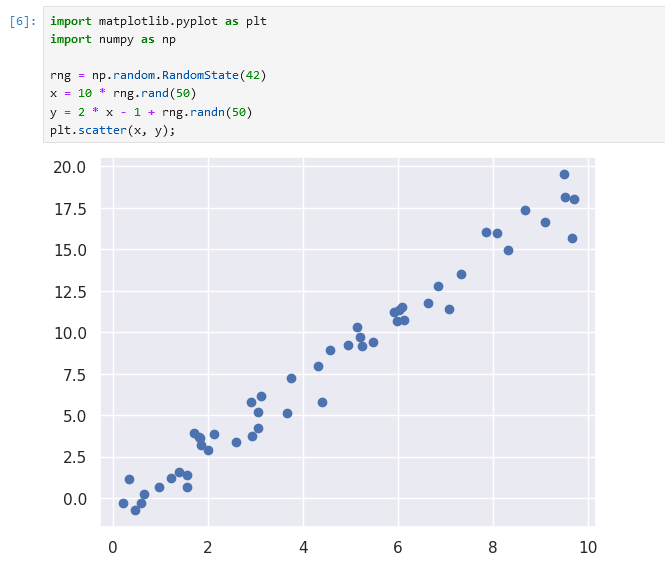 [6]: import matplotlib.pyplot as plt
import numpy as np
rng = np.random.RandomState(42)
x = 10 * rng.rand(50)
y = 2 * x - 1 + rng.randn(50)
plt.scatter(x, y);
20.0
17.5
15.0
12.5
10.0
7.5
5.0
2.5
0.0
0 2 4 6 8 10